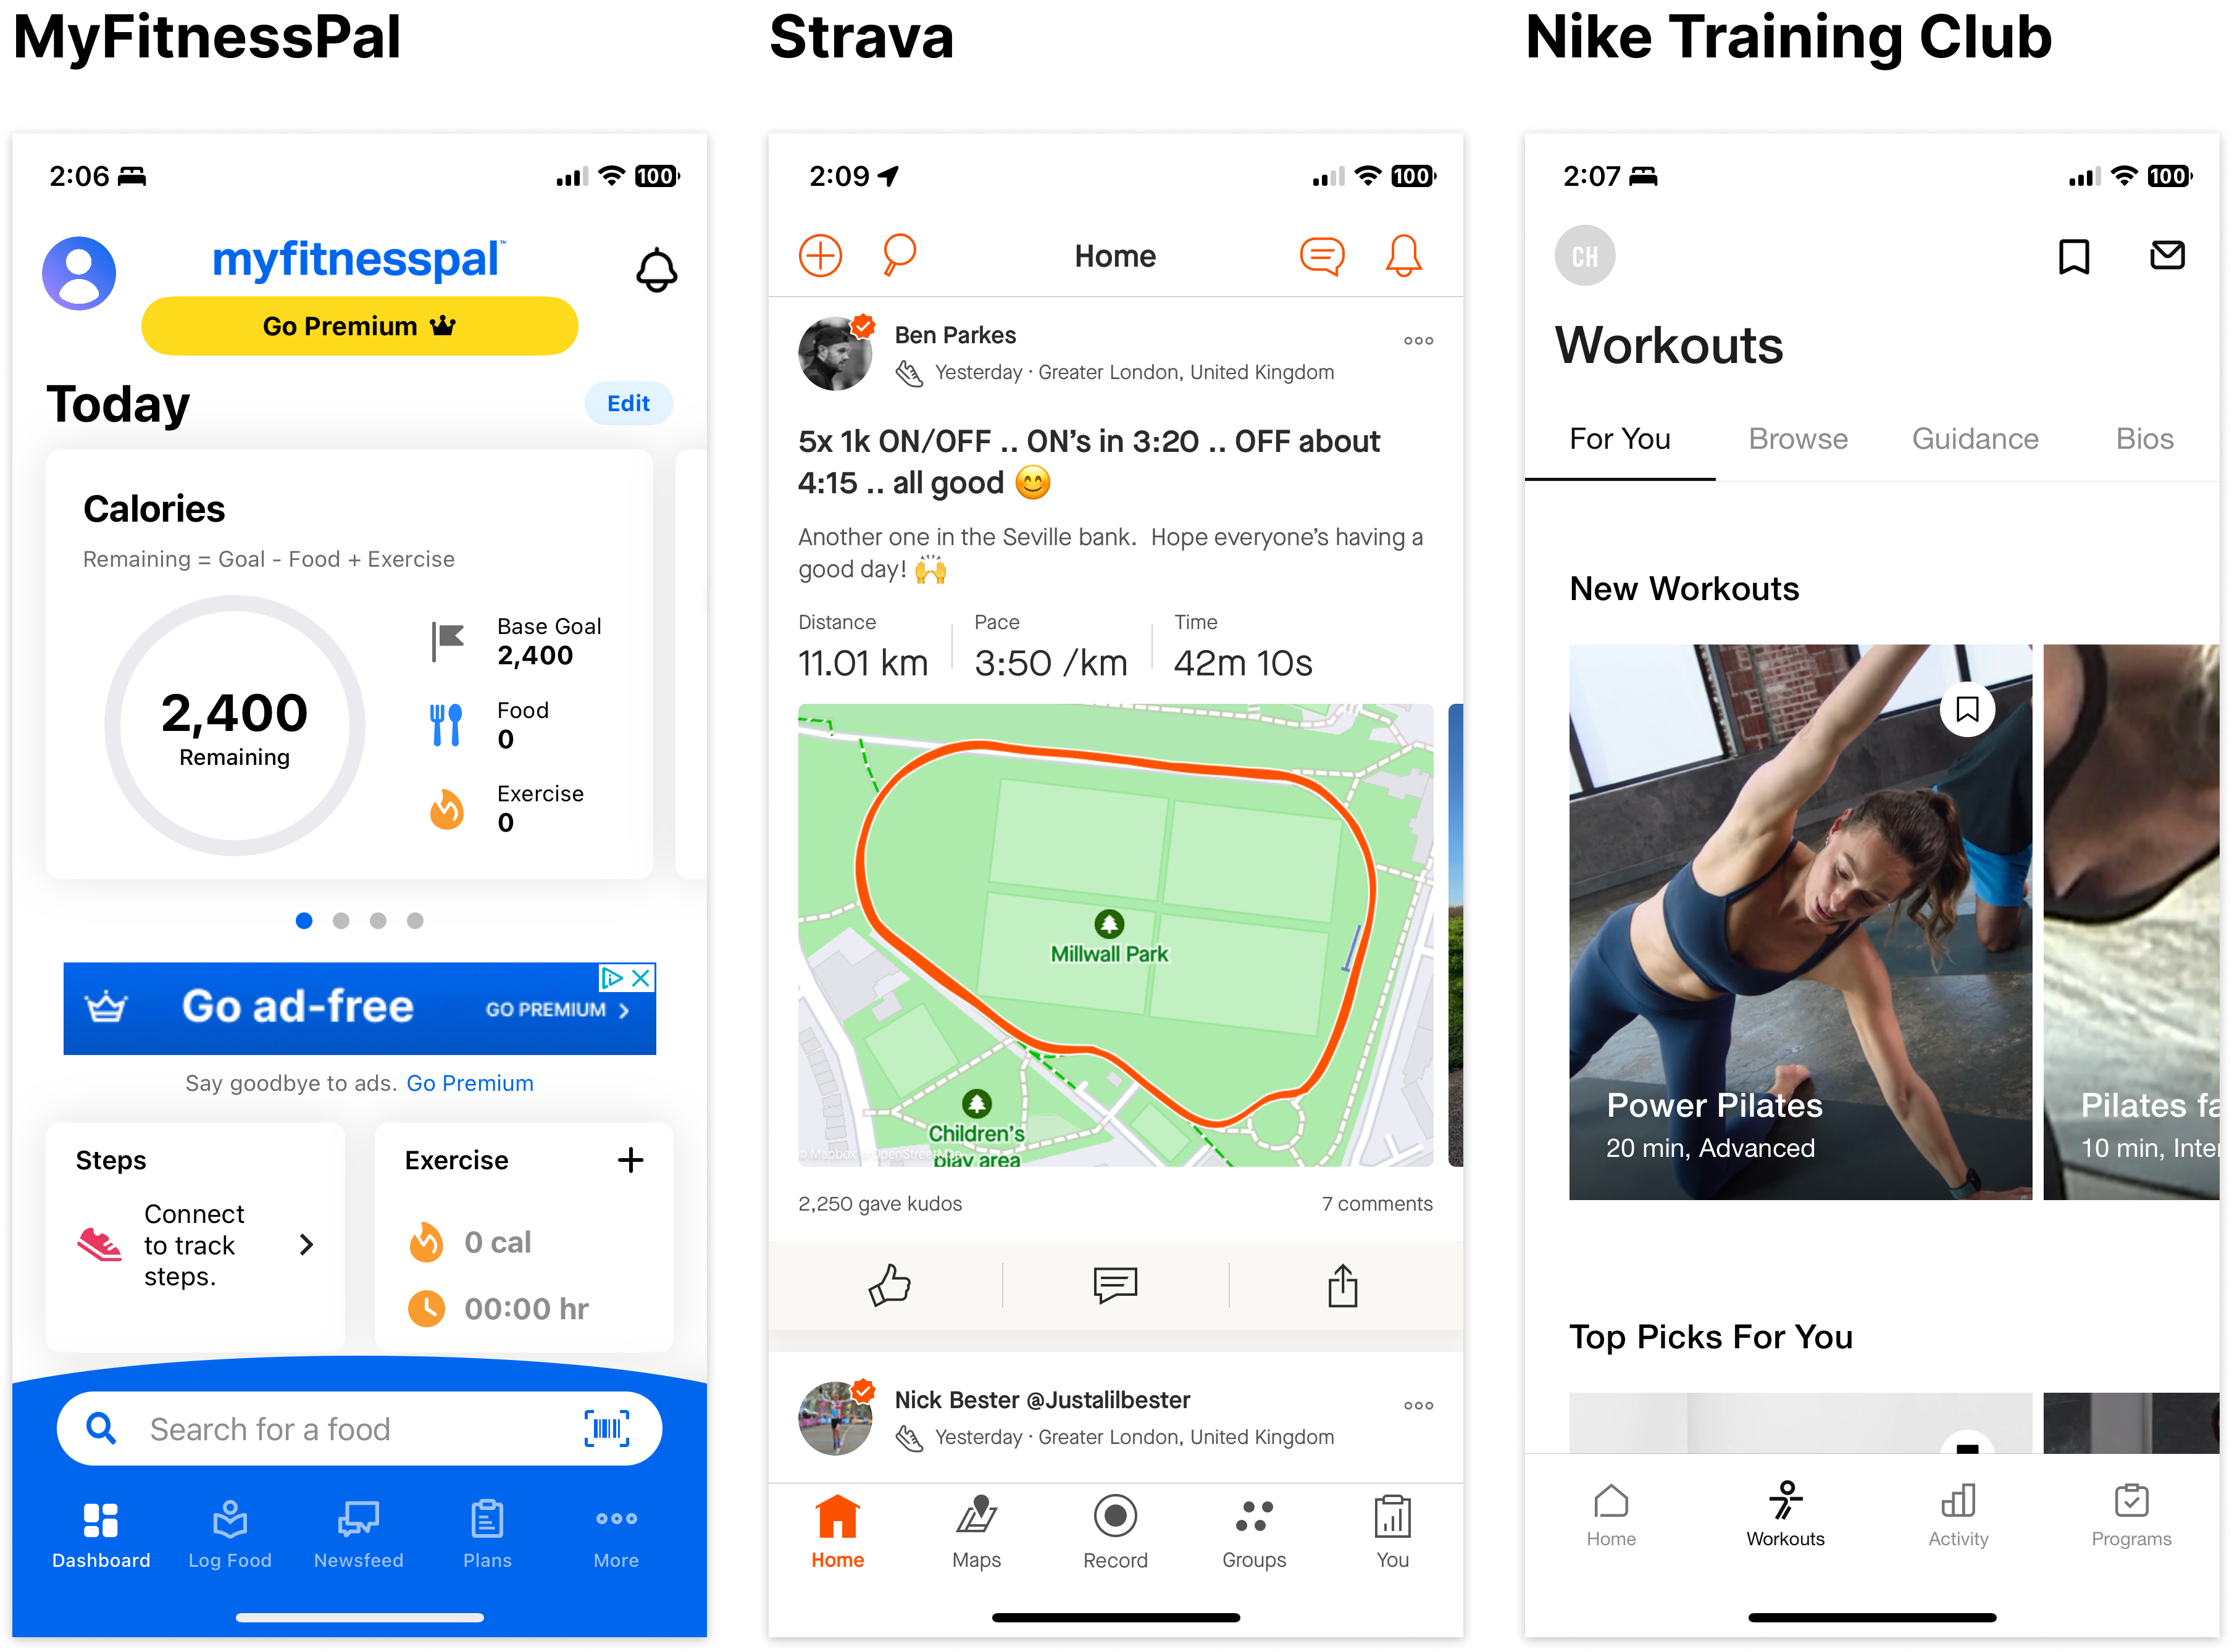 MyFitnessPal
2:06
100
myfitnesspal™
Go Premium
Today
Edit
Calories
Remaining = Goal - Food + Exercise
2,400
Remaining
Base Goal
2,400
Food
0
Exercise
0
Go ad-free
GO PREMIUM
Say goodbye to ads. Go Premium
Steps
Connect
to track
steps.
Exercise
0 cal
00:00 hr
Search for a food
Dashboard
Log Food
Newsfeed
Plans
More
Strava
2:09
100
Home
Ben Parkes
Yesterday · Greater London, United Kingdom
5x 1k ON/OFF .. ON’s in 3:20 .. OFF about
4:15 .. all good 😊
Another one in the Seville bank. Hope everyone’s having a
good day! 🙌
Distance
Pace
Time
11.01 km
3:50 /km
42m 10s
Millwall Park
Children's
play area
© Mapbox © OpenStreetMap
2,250 gave kudos
7 comments
Nick Bester @Justalilbester
Yesterday · Greater London, United Kingdom
Home
Maps
Record
Groups
You
Nike Training Club
2:07
100
CH
Workouts
For You
Browse
Guidance
Bios
New Workouts
Power Pilates
20 min, Advanced
Pilates fa
10 min, Inte
Top Picks For You
Home
Workouts
Activity
Programs